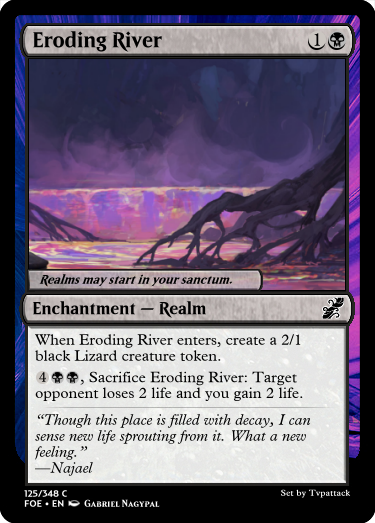 Eroding River 1
Realms may start in your sanctum.
Enchantment — Realm
When Eroding River enters, create a 2/1
black Lizard creature token.
4, Sacrifice Eroding River: Target
opponent loses 2 life and you gain 2 life.
“Though this place is filled with decay, I can
sense new life sprouting from it. What a new
feeling.”
—Najael
125/348 C
FOE • EN Gabriel Nagypal
Set by Tvpattack